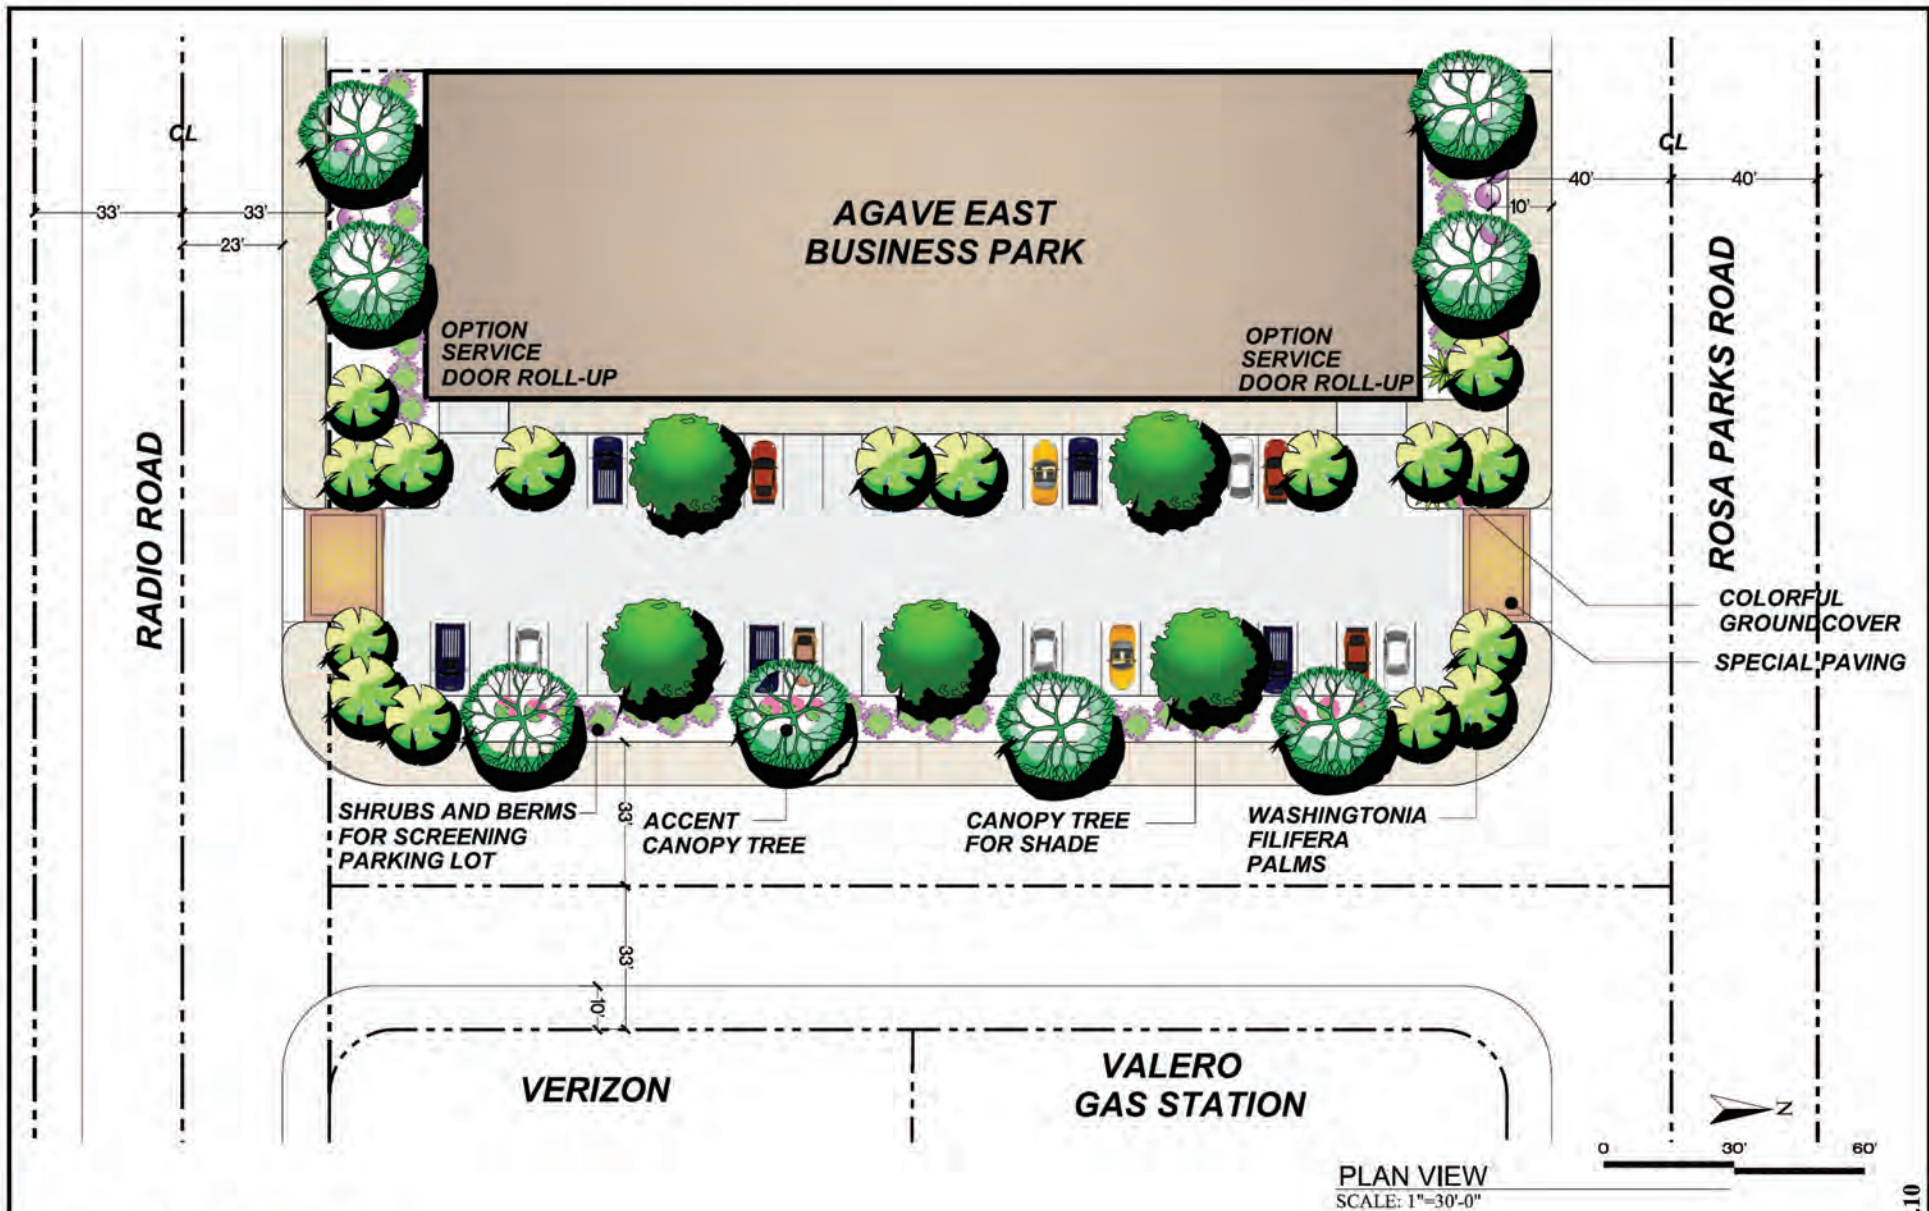 CL
CL
33'
33'
23'
40'
40'
10'
AGAVE EAST
BUSINESS PARK
OPTION
SERVICE
DOOR ROLL-UP
OPTION
SERVICE
DOOR ROLL-UP
RADIO ROAD
ROSA PARKS ROAD
COLORFUL
GROUNDCOVER
SPECIAL PAVING
SHRUBS AND BERMS
FOR SCREENING
PARKING LOT
33'
ACCENT
CANOPY TREE
CANOPY TREE
FOR SHADE
WASHINGTONIA
FILIFERA
PALMS
33'
10'
VERIZON
VALERO
GAS STATION
N
0 30' 60'
PLAN VIEW
SCALE: 1"=30'-0"